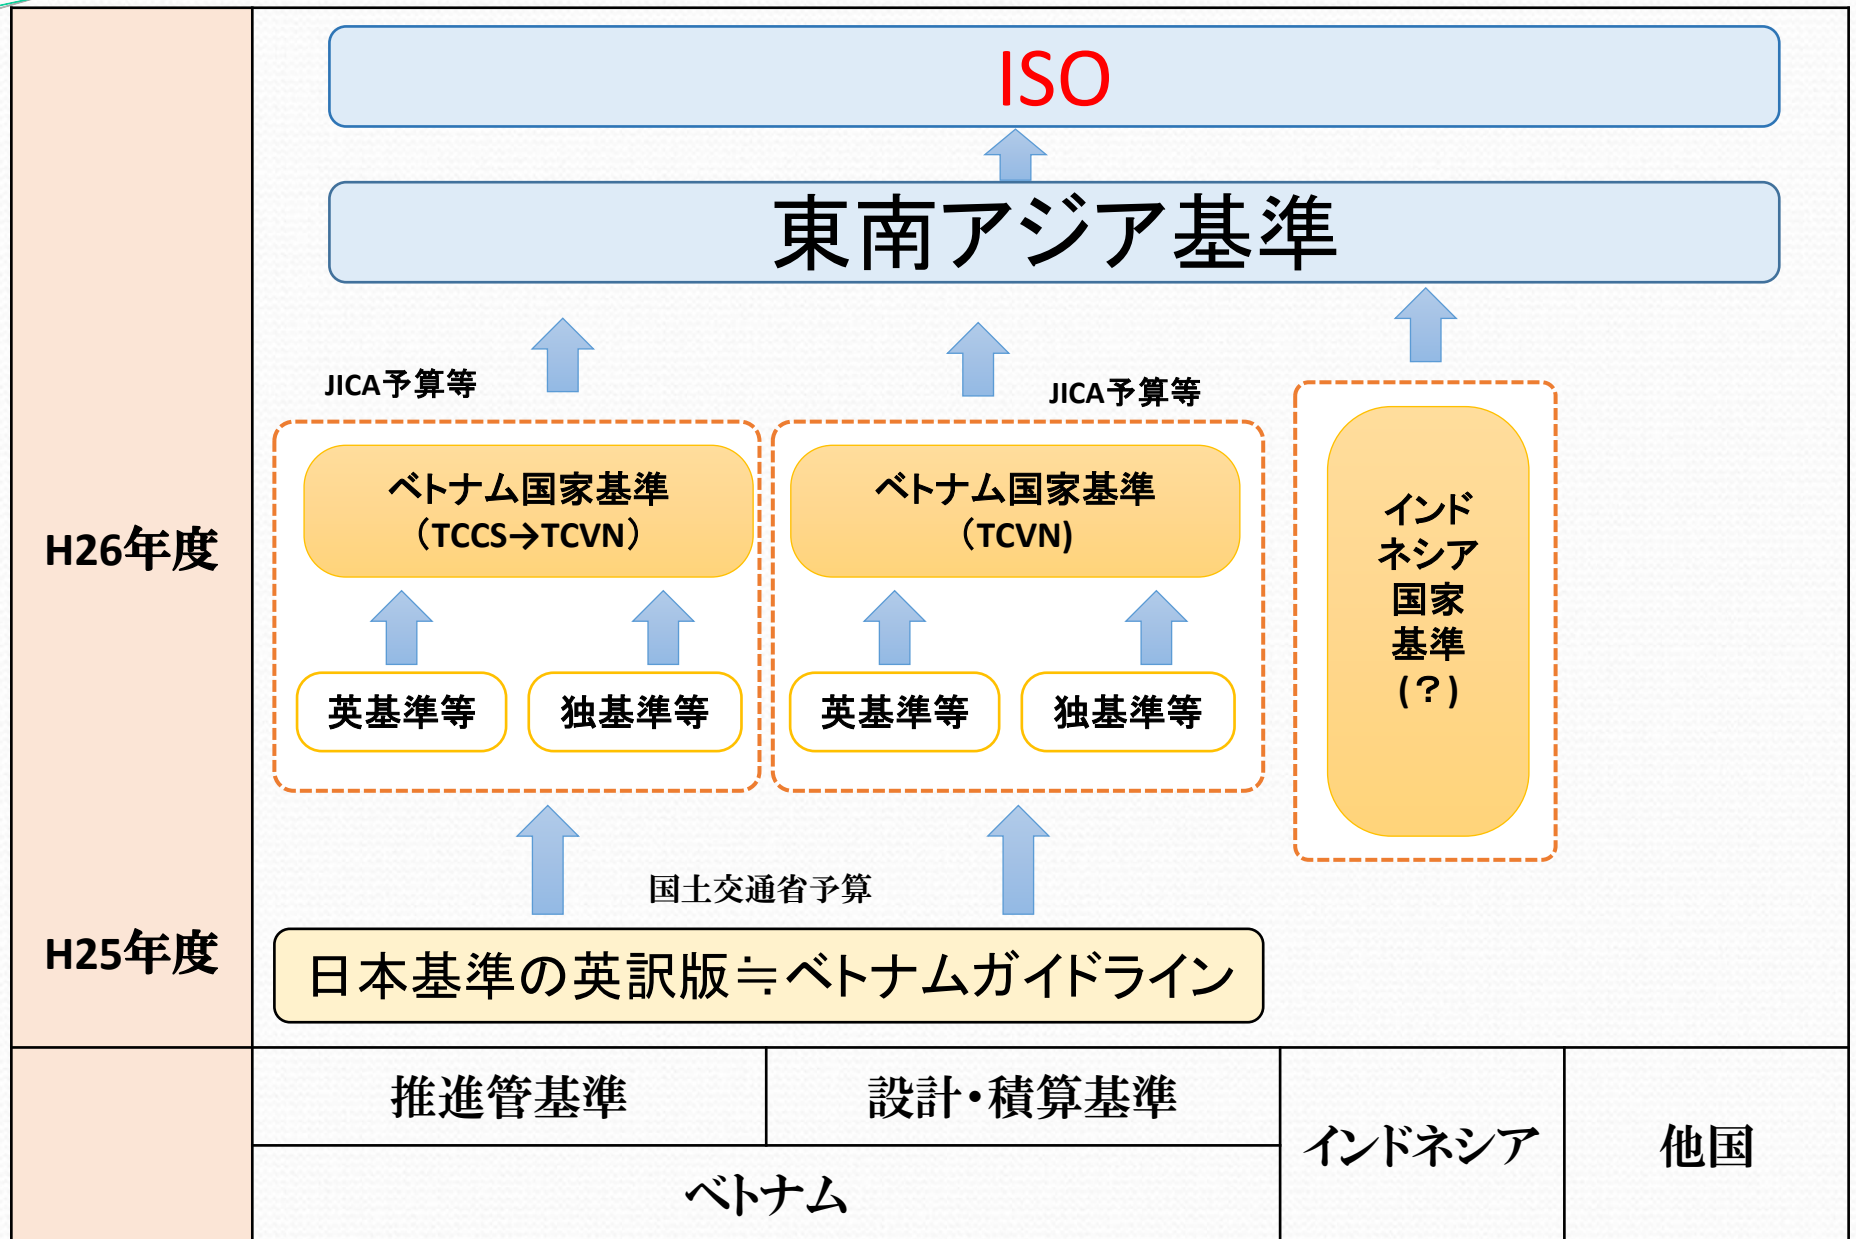 ISO
東南アジア基準
JICA予算等
JICA予算等
ベトナム国家基準
（TCCS→TCVN）
ベトナム国家基準
（TCVN)
インド
ネシア
国家
基準
(？)
H26年度
英基準等
独基準等
英基準等
独基準等
国土交通省予算
H25年度
日本基準の英訳版≒ベトナムガイドライン
推進管基準
設計・積算基準
インドネシア
他国
ベトナム